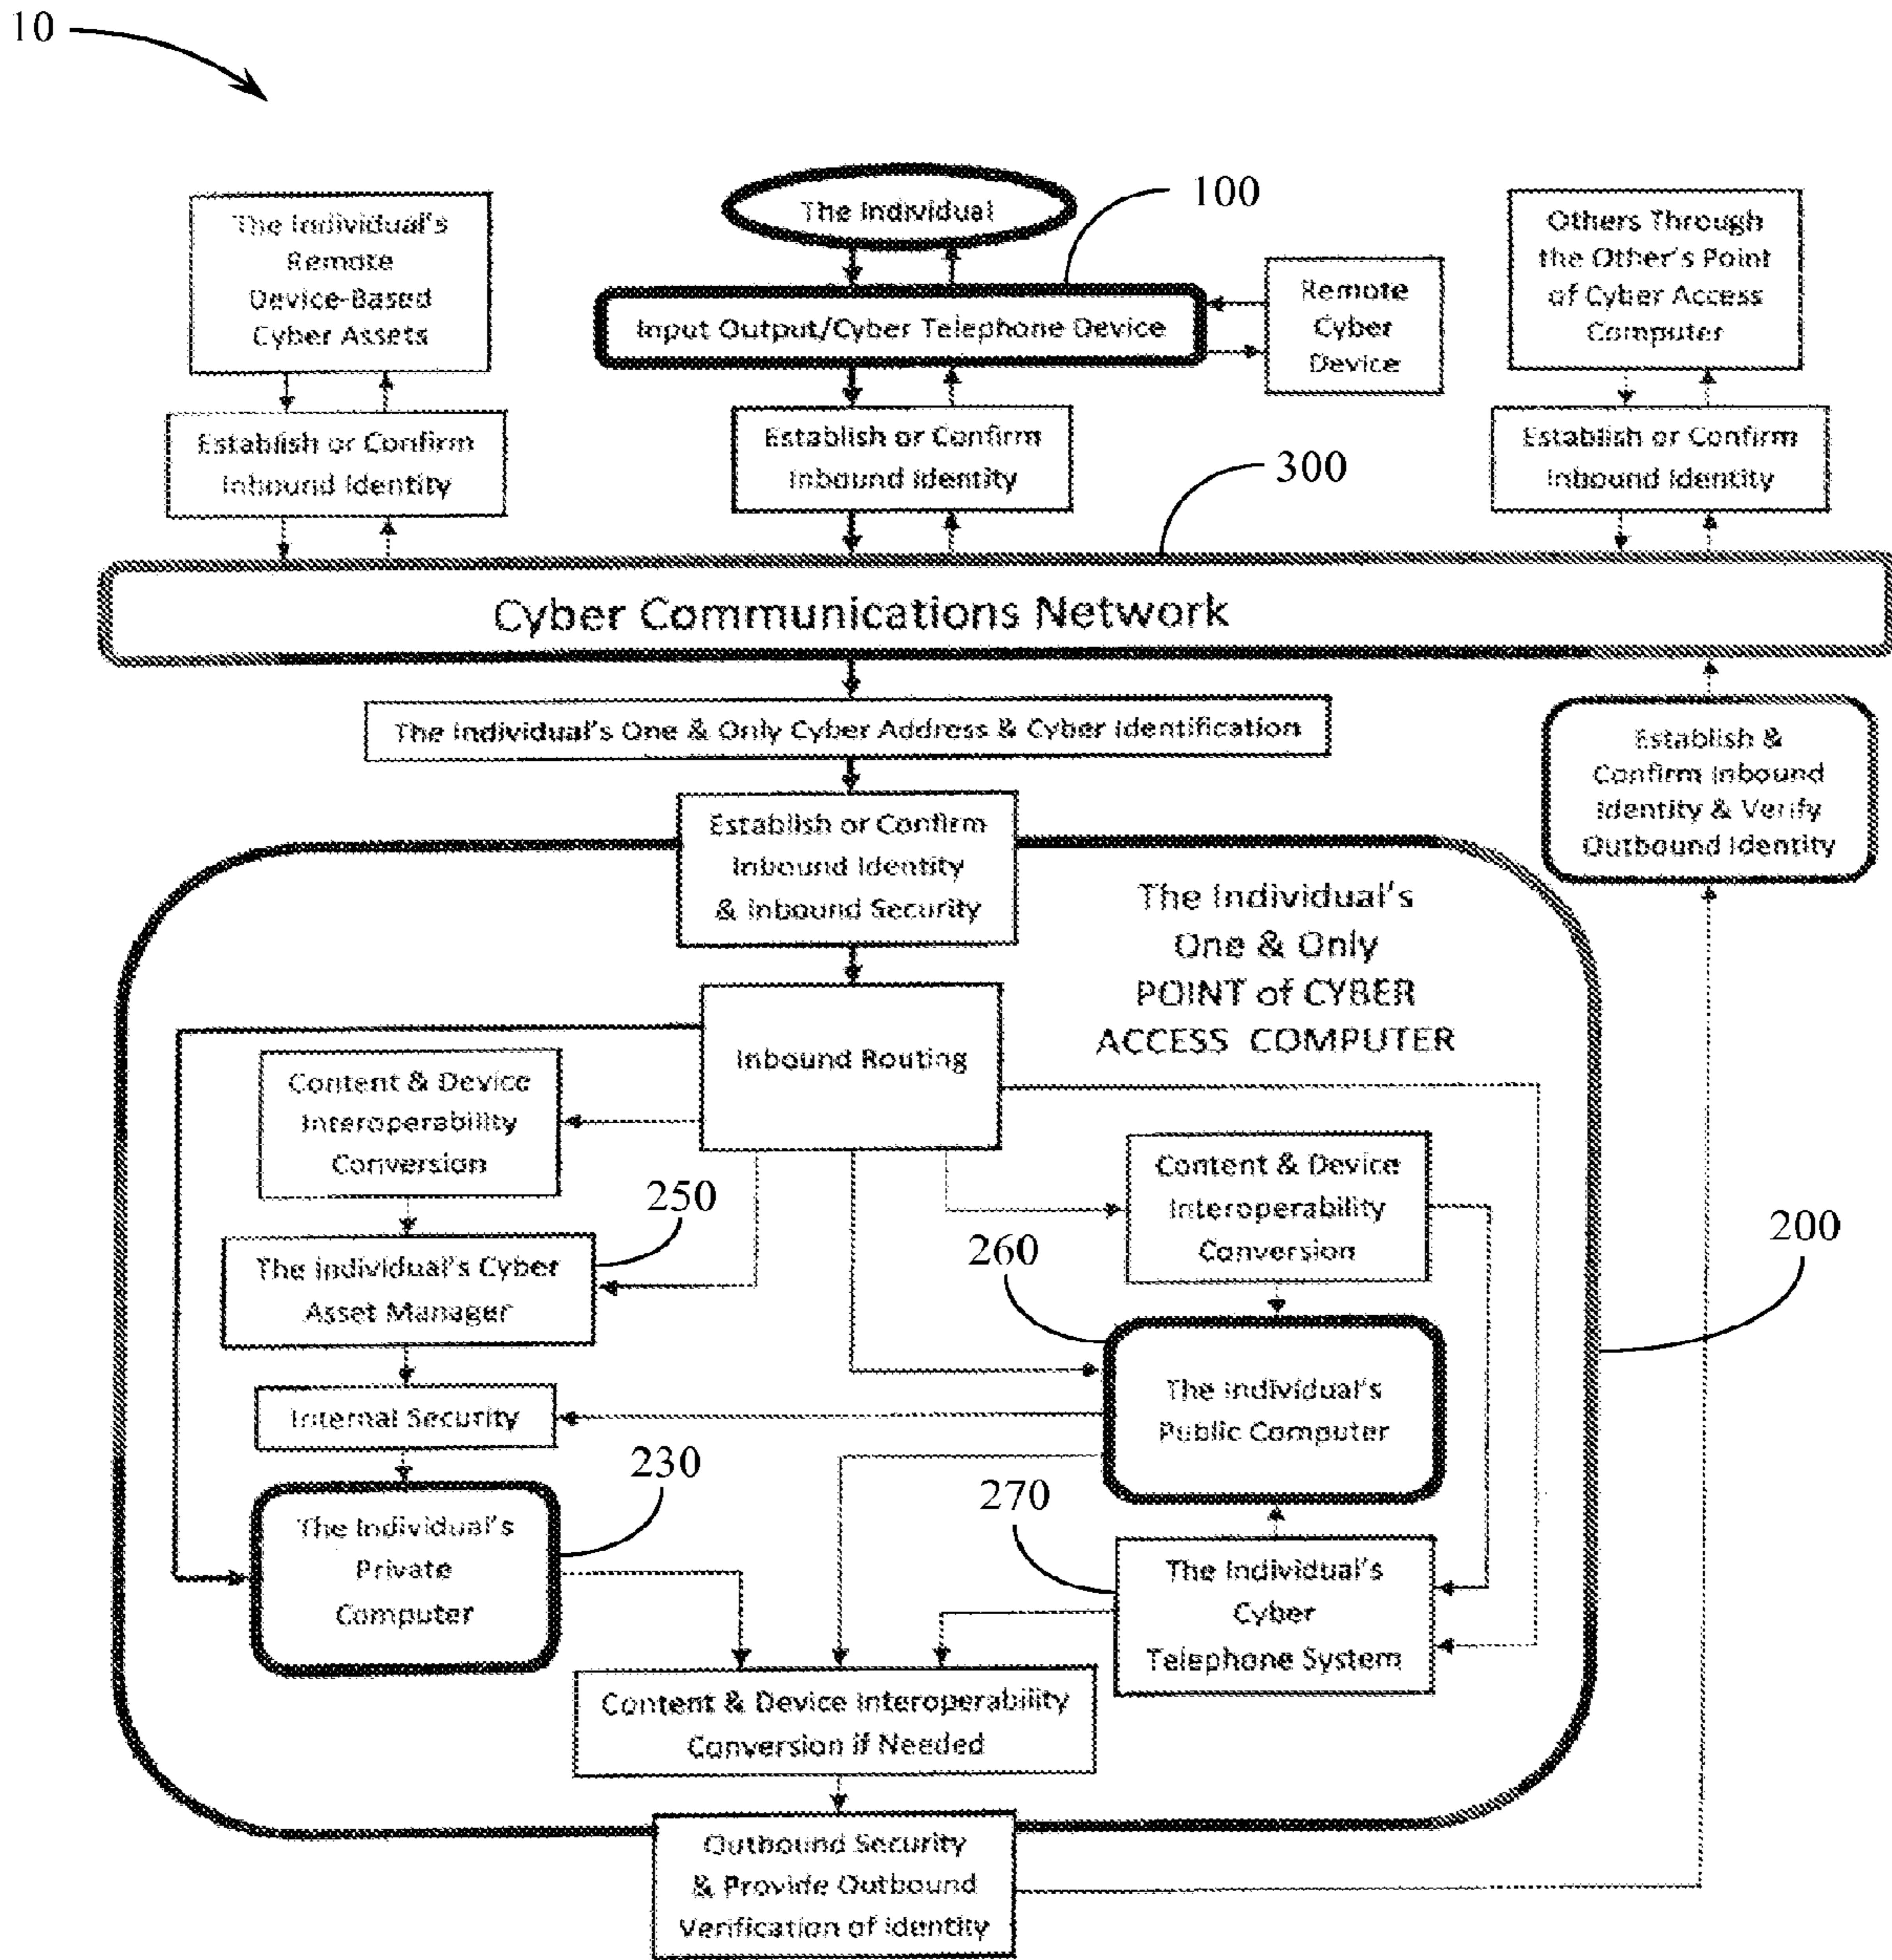 10
The Individual's
Remote
Device-Based
Cyber Assets
The Individual
100
Input Output/Cyber Telephone Device
Remote
Cyber
Device
Others Through
the Other's Point
of Cyber Access
Computer
Establish or Confirm
Inbound Identity
Establish or Confirm
Inbound Identity
Establish or Confirm
Inbound Identity
300
Cyber Communications Network
The Individual's One & Only Cyber Address & Cyber Identification
Establish &
Confirm Inbound
Identity & Verify
Outbound Identity
Establish or Confirm
Inbound Identity
& Inbound Security
The Individual's
One & Only
POINT of CYBER
ACCESS COMPUTER
Inbound Routing
Content & Device
Interoperability
Conversion
Content & Device
Interoperability
Conversion
250
The Individual's Cyber
Asset Manager
260
200
Internal Security
The Individual's
Public Computer
230
The Individual's
Private
Computer
270
The Individual's
Cyber
Telephone System
Content & Device Interoperability
Conversion if Needed
Outbound Security
& Provide Outbound
Verification of Identity